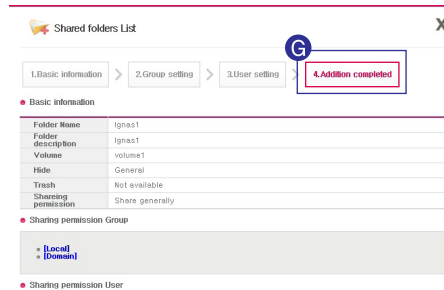 Shared folders List
X
G
1.Basic information > 2.Group setting > 3.User setting > 4.Addition completed
Basic information
Folder Name Ignas1
Folder description Ignas1
Volume volume1
Hide General
Trash Not available
Shareing permission Share generally
Sharing permission Group
[Local]
[Domain]
Sharing permission User